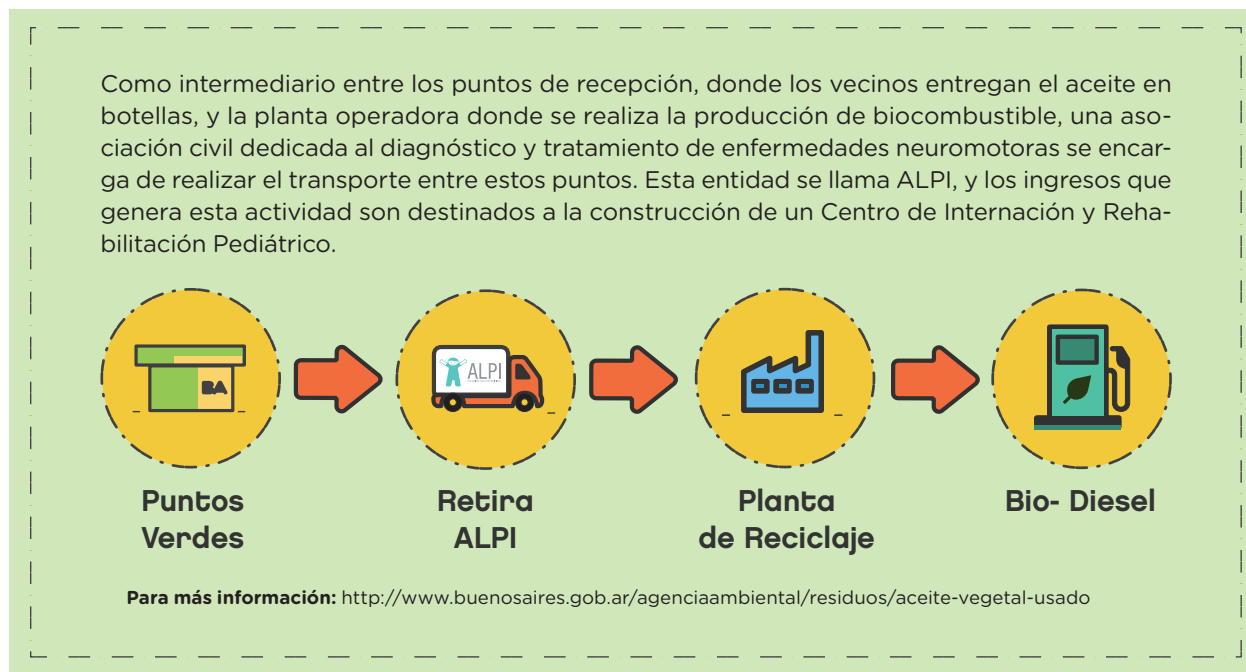 Como intermediario entre los puntos de recepción, donde los vecinos entregan el aceite en
botellas, y la planta operadora donde se realiza la producción de biocombustible, una aso-
ciación civil dedicada al diagnóstico y tratamiento de enfermedades neuromotoras se encar-
ga de realizar el transporte entre estos puntos. Esta entidad se llama ALPI, y los ingresos que
genera esta actividad son destinados a la construcción de un Centro de Internación y Reha-
bilitación Pediátrico.
BA
ALPI
Puntos
Verdes
Retira
ALPI
Planta
de Reciclaje
Bio- Diesel
Para más información: http://www.buenosaires.gob.ar/agenciaambiental/residuos/aceite-vegetal-usado